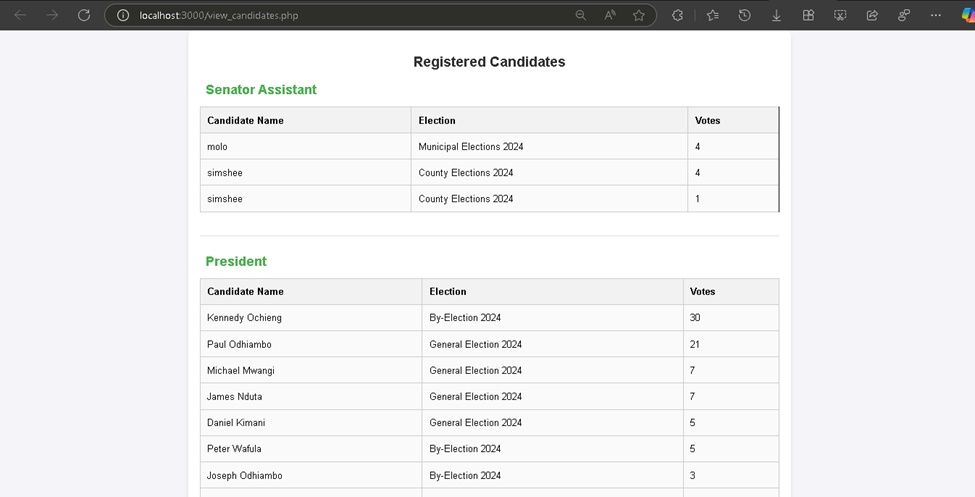 localhost:3000/view_candidates.php
Registered Candidates
Senator Assistant
Candidate Name Election Votes
molo Municipal Elections 2024 4
simshee County Elections 2024 4
simshee County Elections 2024 1
President
Candidate Name Election Votes
Kennedy Ochieng By-Election 2024 30
Paul Odhiambo General Election 2024 21
Michael Mwangi General Election 2024 7
James Nduta General Election 2024 7
Daniel Kimani General Election 2024 5
Peter Wafula By-Election 2024 5
Joseph Odhiambo By-Election 2024 3